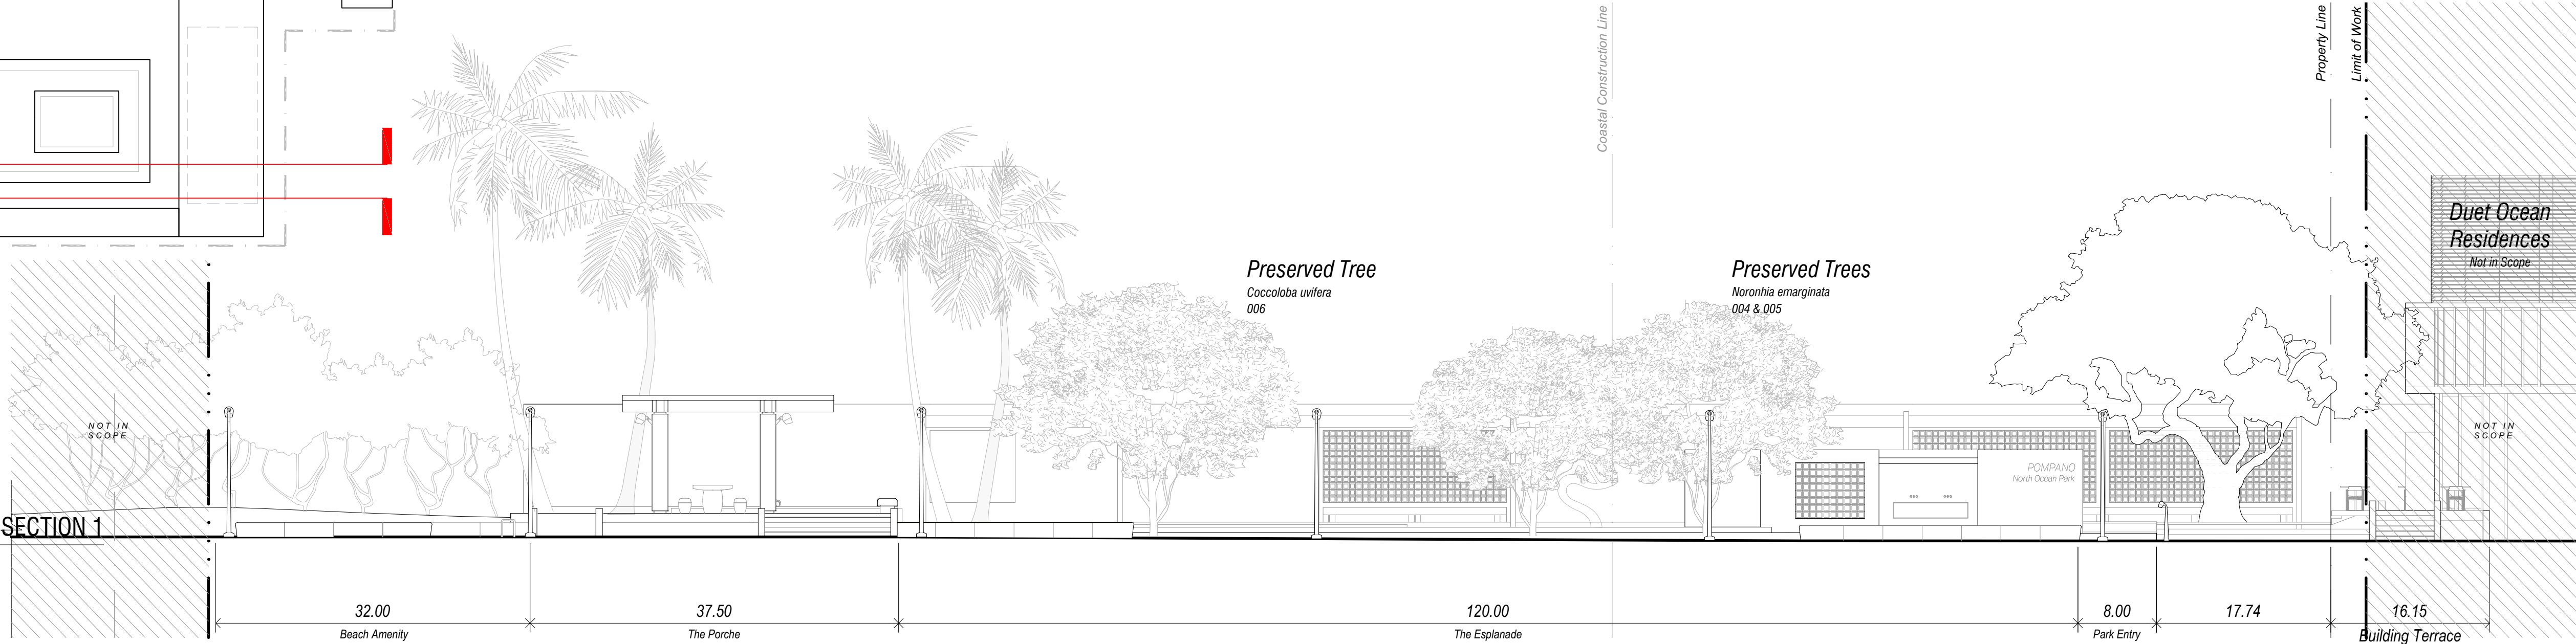 Coastal Construction Line
Property Line
Limit of Work
Duet Ocean
Residences
Not in Scope
Preserved Tree
Coccoloba uvifera
006
Preserved Trees
Noronhia emarginata
004 & 005
NOT IN
SCOPE
NOT IN
SCOPE
POMPANO
North Ocean Park
SECTION 1
32.00
Beach Amenity
37.50
The Porche
120.00
The Esplanade
8.00
Park Entry
17.74
16.15
Building Terrace